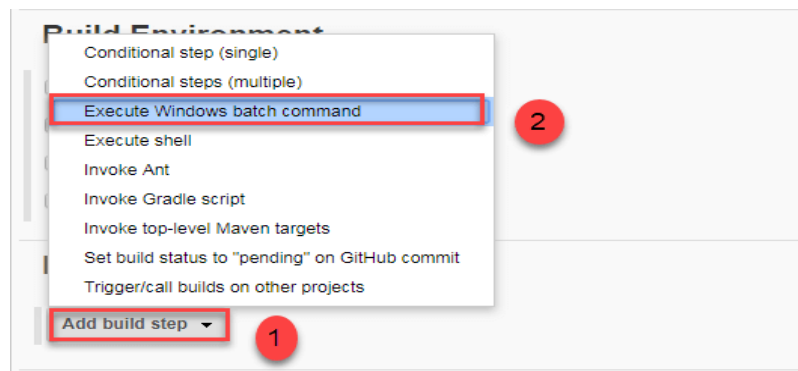 Build Environment
Conditional step (single)
Conditional steps (multiple)
Execute Windows batch command
2
Execute shell
Invoke Ant
Invoke Gradle script
Invoke top-level Maven targets
Set build status to "pending" on GitHub commit
Trigger/call builds on other projects
Add build step
1